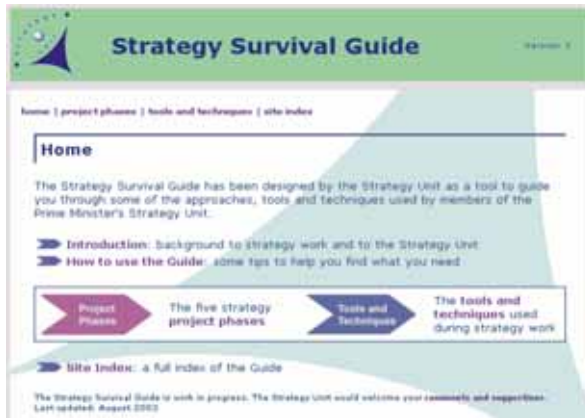 Strategy Survival Guide
Version 1
home | project phases | tools and techniques | site index
Home
The Strategy Survival Guide has been designed by the Strategy Unit as a tool to guide
you through some of the approaches, tools and techniques used by members of the
Prime Minister's Strategy Unit.
Introduction: background to strategy work and to the Strategy Unit
How to use the Guide: some tips to help you find what you need
Project
Phases
The five strategy
project phases
Tools and
Techniques
The tools and
techniques used
during strategy work
Site Index: a full index of the Guide
The Strategy Survival Guide is work in progress. The Strategy Unit would welcome your comments and suggestions.
Last updated: August 2002